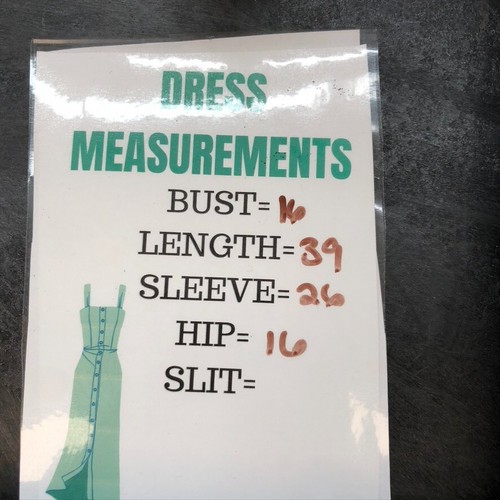 DRESS
MEASUREMENTS
BUST= 16
LENGTH= 39
SLEEVE= 26
HIP= 16
SLIT=